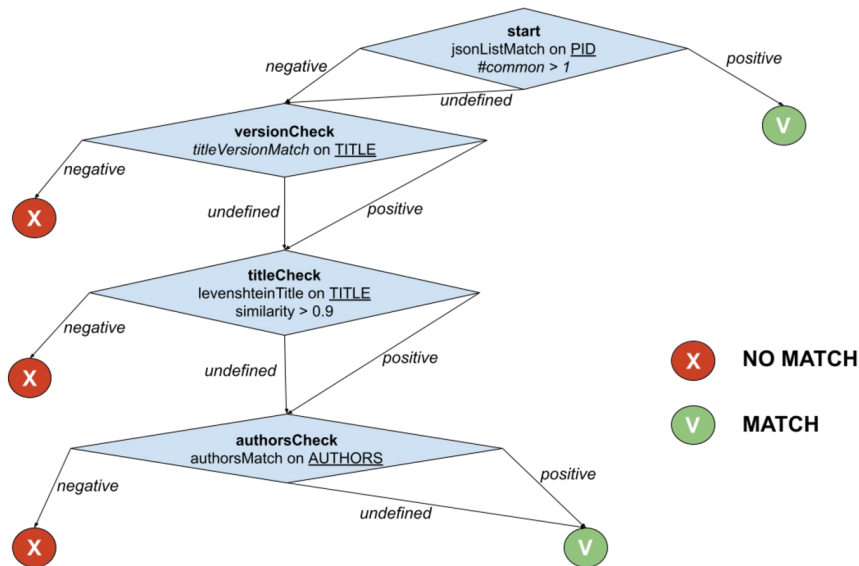 start
jsonListMatch on PID
#common > 1
negative
positive
undefined
V
versionCheck
titleVersionMatch on TITLE
negative
undefined
positive
X
titleCheck
levenshteinTitle on TITLE
similarity > 0.9
negative
undefined
positive
X
X NO MATCH
V MATCH
authorsCheck
authorsMatch on AUTHORS
negative
positive
undefined
X
V